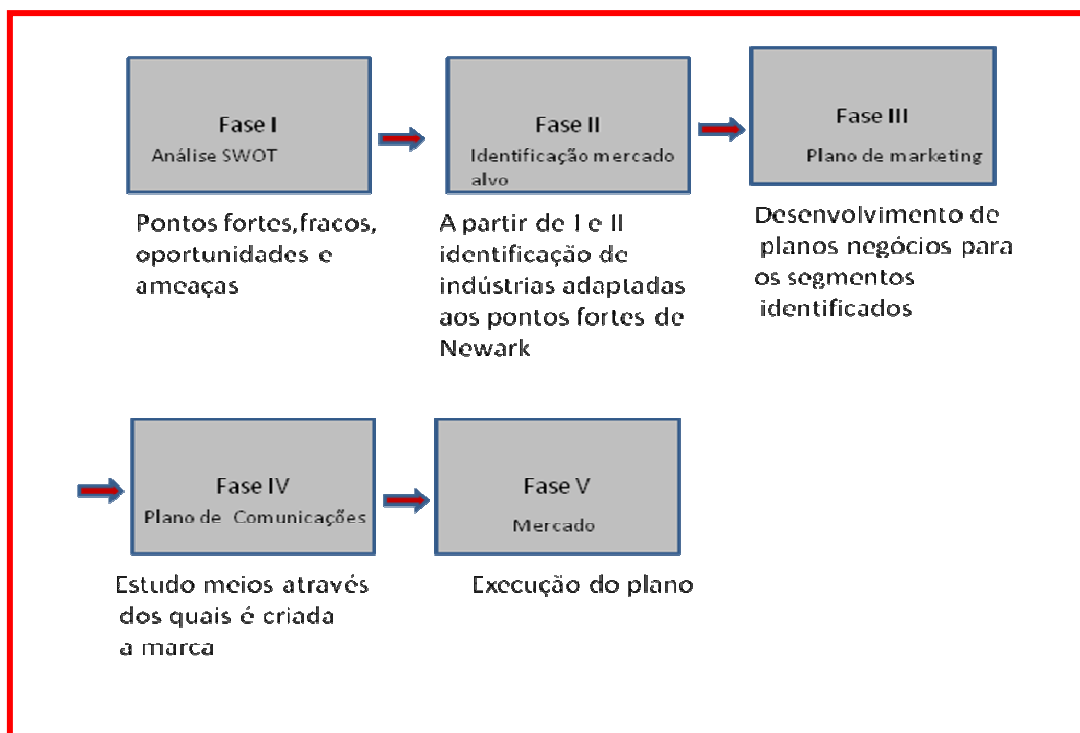 Fase I
Análise SWOT
Pontos fortes,fracos,
oportunidades e
ameaças
Fase II
Identificação mercado
alvo
A partir de I e II
identificação de
indústrias adaptadas
aos pontos fortes de
Newark
Fase III
Plano de marketing
Desenvolvimento de
planos negócios para
os segmentos
identificados
Fase IV
Plano de Comunicações
Estudo meios através
dos quais é criada
a marca
Fase V
Mercado
Execução do plano